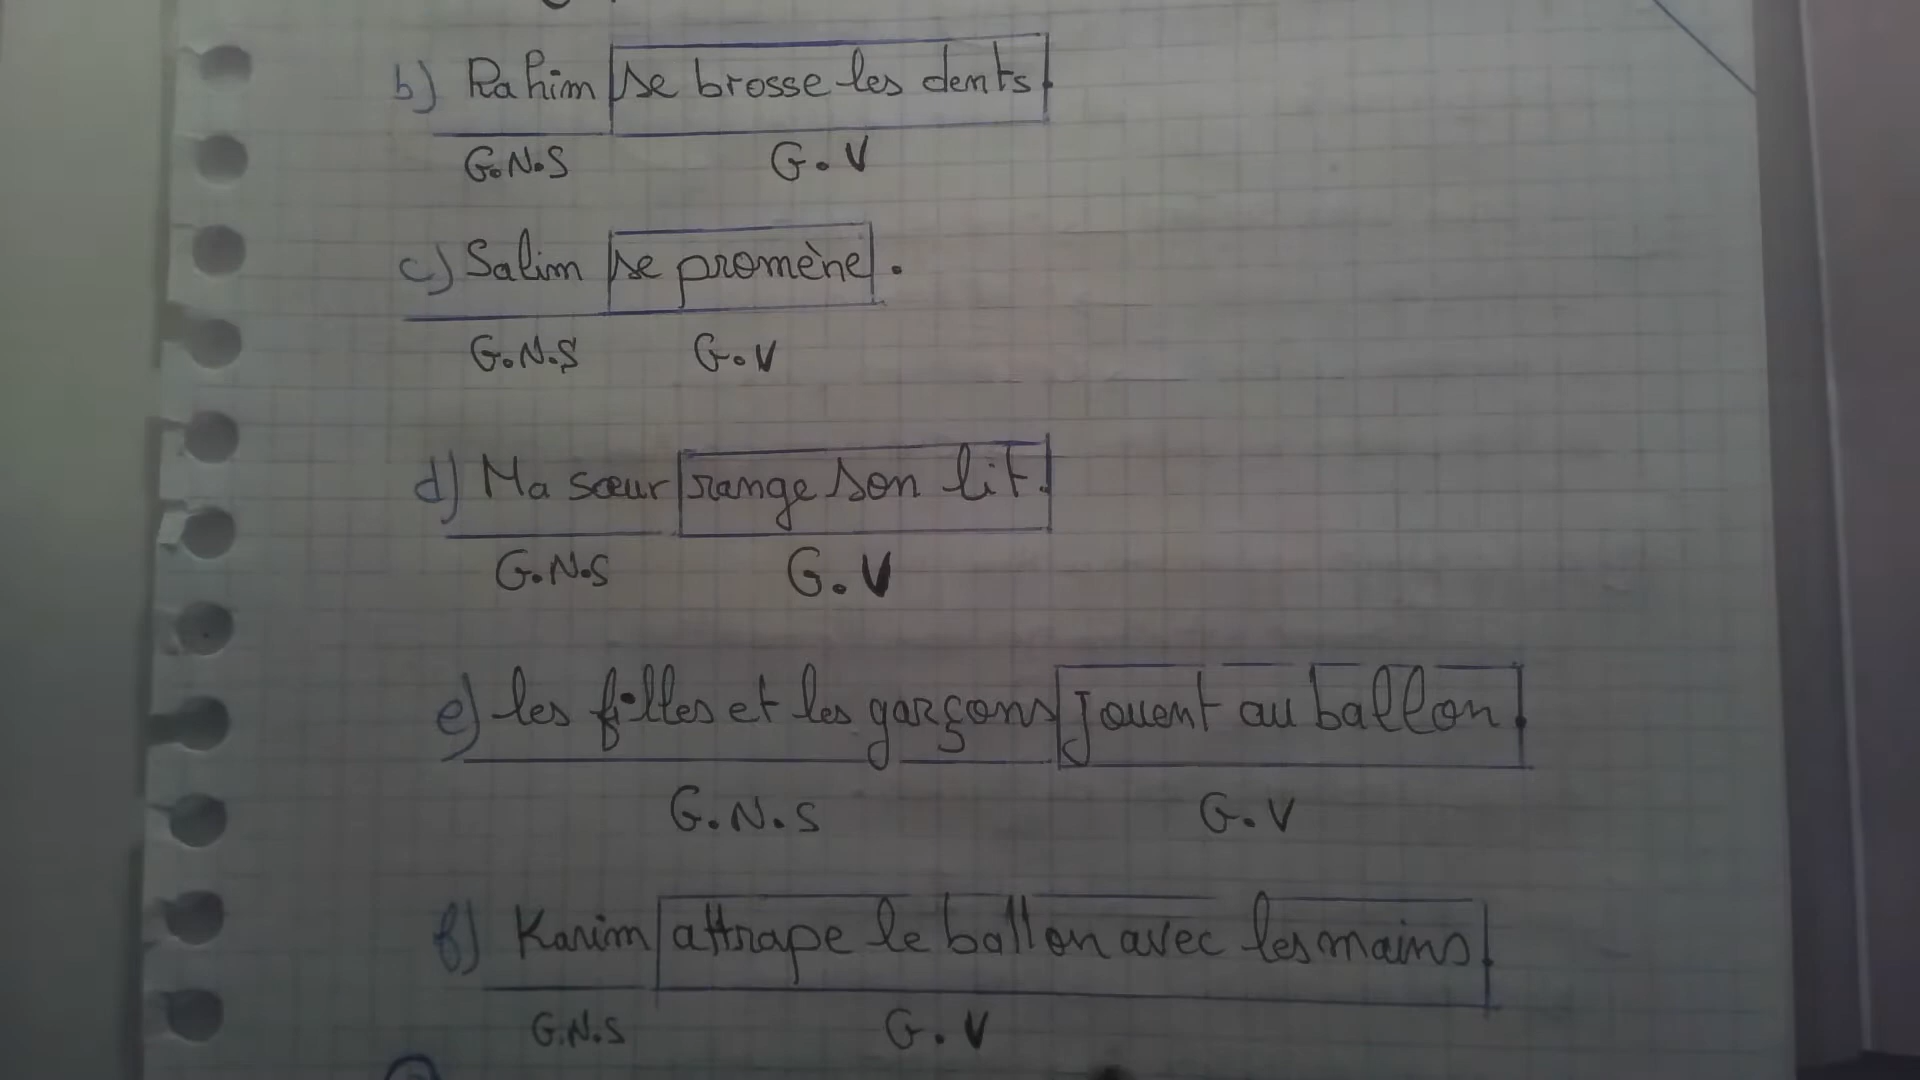 b) Rahim se brosse les dents.
G.N.S G.V
c) Salim se promène.
G.N.S G.V
d) Ma sœur range son lit.
G.N.S G.V
e) les filles et les garçons jouent au ballon.
G.N.S G.V
f) Karim attrape le ballon avec les mains.
G.N.S G.V